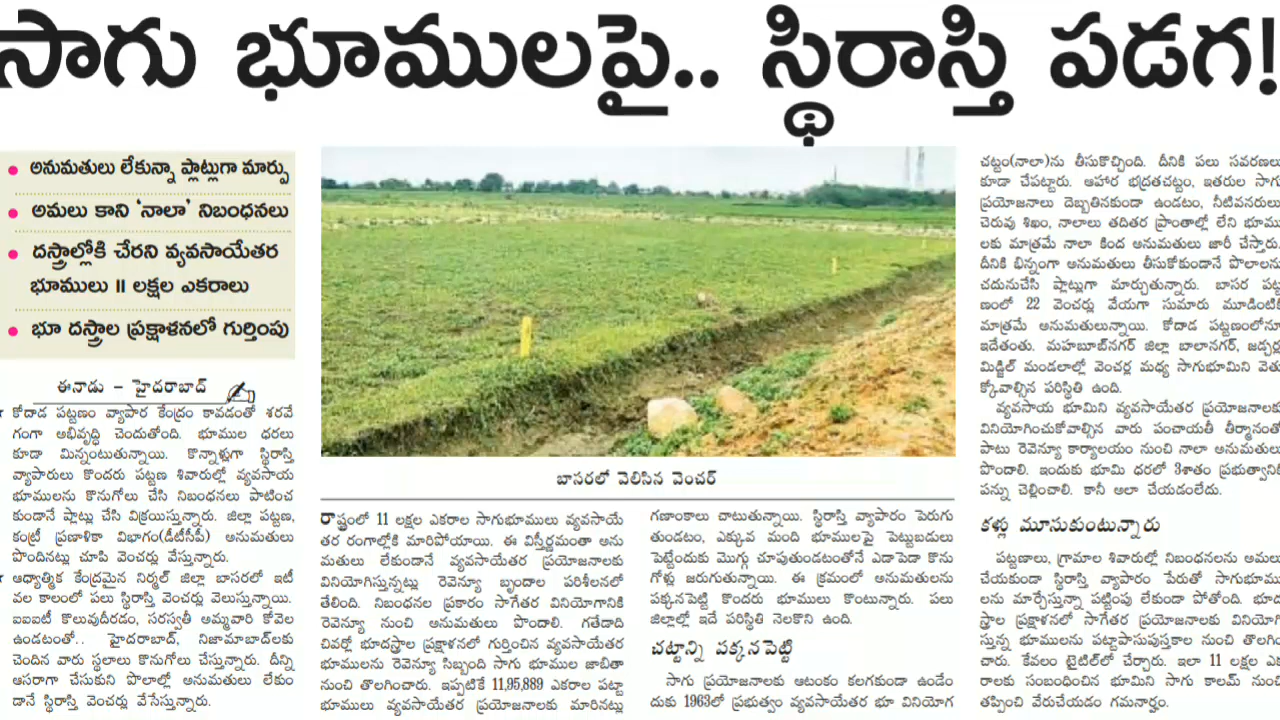 సాగు భూములపై.. స్థిరాస్తి పడగ!
• అనుమతులు లేకున్నా ప్లాట్లుగా మార్పు
• అమలు కాని ‘నాలా’ నిబంధనలు
• దస్త్రాల్లోకి చేరని వ్యవసాయేతర
భూములు 11 లక్షల ఎకరాలు
• భూ దస్త్రాల ప్రక్షాళనలో గుర్తింపు
ఈనాడు - హైదరాబాద్
కోదాడ పట్టణం వ్యాపార కేంద్రం కావడంతో శరవే
గంగా అభివృద్ధి చెందుతోంది. భూముల ధరలు
కూడా మిన్నంటుతున్నాయి. కొన్నాళ్లుగా స్థిరాస్తి
వ్యాపారులు కొందరు పట్టణ శివారుల్లో వ్యవసాయ
భూములను కొనుగోలు చేసి నిబంధనలు పాటించ
కుండానే ప్లాట్లు చేసి విక్రయిస్తున్నారు. జిల్లా పట్టణ,
కంట్రీ ప్రణాళికా విభాగం(డీటీసీపీ) అనుమతులు
పొందినట్లు చూపి వెంచర్లు వేస్తున్నారు.
ఆధ్యాత్మిక కేంద్రమైన నిర్మల్ జిల్లా బాసరలో ఇటీ
వల కాలంలో పలు స్థిరాస్తి వెంచర్లు వెలుస్తున్నాయి.
ఐఐఐటీ కొలువుదీరడం, సరస్వతీ అమ్మవారి కోవెల
ఉండటంతో.. హైదరాబాద్, నిజామాబాద్‌లకు
చెందిన వారు స్థలాలు కొనుగోలు చేస్తున్నారు. దీన్ని
ఆసరాగా చేసుకుని పొలాల్లో అనుమతులు లేకుం
డానే స్థిరాస్తి వెంచర్లు వేసేస్తున్నారు.
బాసరలో వెలిసిన వెంచర్
రాష్ట్రంలో 11 లక్షల ఎకరాల సాగుభూములు వ్యవసాయే
తర రంగాల్లోకి మారిపోయాయి. ఈ విస్తీర్ణమంతా అను
మతులు లేకుండానే వ్యవసాయేతర ప్రయోజనాలకు
వినియోగిస్తున్నట్లు రెవెన్యూ బృందాల పరిశీలనలో
తేలింది. నిబంధనల ప్రకారం సాగేతర వినియోగానికి
రెవెన్యూ నుంచి అనుమతులు పొందాలి. గతేడాది
చివర్లో భూదస్త్రాల ప్రక్షాళనలో గుర్తించిన వ్యవసాయేతర
భూములను రెవెన్యూ సిబ్బంది సాగు భూముల జాబితా
నుంచి తొలగించారు. ఇప్పటికే 11,95,889 ఎకరాల పట్టా
భూములు వ్యవసాయేతర ప్రయోజనాలకు మారినట్లు
గణాంకాలు చాటుతున్నాయి. స్థిరాస్తి వ్యాపారం పెరుగు
తుండటం, ఎక్కువ మంది భూములపై పెట్టుబడులు
పెట్టేందుకు మొగ్గు చూపుతుండటంతోనే ఎడాపెడా కొను
గోళ్లు జరుగుతున్నాయి. ఈ క్రమంలో అనుమతులను
పక్కనపెట్టి కొందరు భూములు కొంటున్నారు. పలు
జిల్లాల్లో ఇదే పరిస్థితి నెలకొని ఉంది.
చట్టాన్ని పక్కనపెట్టి
సాగు ప్రయోజనాలకు ఆటంకం కలగకుండా ఉండేం
దుకు 1963లో ప్రభుత్వం వ్యవసాయేతర భూ వినియోగ
చట్టం(నాలా)ను తీసుకొచ్చింది. దీనికి పలు సవరణలు
కూడా చేపట్టారు. ఆహార భద్రతచట్టం, ఇతరుల సాగు
ప్రయోజనాలు దెబ్బతినకుండా ఉండటం, నీటివనరులు
చెరువు శిఖం, నాలాలు తదితర ప్రాంతాల్లో లేని భూము
లకు మాత్రమే నాలా కింద అనుమతులు జారీ చేస్తారు.
దీనికి భిన్నంగా అనుమతులు తీసుకోకుండానే పొలాలను
చదునుచేసి ప్లాట్లుగా మార్చుతున్నారు. బాసర పట్ట
ణంలో 22 వెంచర్లు వేయగా సుమారు మూడింటికి
మాత్రమే అనుమతులున్నాయి. కోదాడ పట్టణంలోనూ
ఇదేతంతు. మహబూబ్‌నగర్ జిల్లా బాలానగర్, జడ్చర్ల
మిడ్జిల్ మండలాల్లో వెంచర్ల మధ్య సాగుభూమిని వెతు
క్కోవాల్సిన పరిస్థితి ఉంది.
వ్యవసాయ భూమిని వ్యవసాయేతర ప్రయోజనాలకు
వినియోగించుకోవాల్సిన వారు పంచాయతీ తీర్మానంతో
పాటు రెవెన్యూ కార్యాలయం నుంచి నాలా అనుమతు
పొందాలి. ఇందుకు భూమి ధరలో 3శాతం ప్రభుత్వానికి
పన్ను చెల్లించాలి. కానీ అలా చేయడంలేదు.
కళ్లు మూసుకుంటున్నారు
పట్టణాలు, గ్రామాల శివారుల్లో నిబంధనలను అమలు
చేయకుండా స్థిరాస్తి వ్యాపారం పేరుతో సాగుభూము
లను మార్చేస్తున్నా పట్టింపు లేకుండా పోతోంది. భూద
స్త్రాల ప్రక్షాళనలో సాగేతర ప్రయోజనాలకు వినియోగి
స్తున్న భూములను పట్టాపాసుపుస్తకాల నుంచి తొలగిం
చారు. కేవలం టైటిల్‌లో చేర్చారు. ఇలా 11 లక్షల ఎక
రాలకు సంబంధించిన భూమిని సాగు కాలమ్ నుంచి
తప్పించి వేరుచేయడం గమనార్హం.